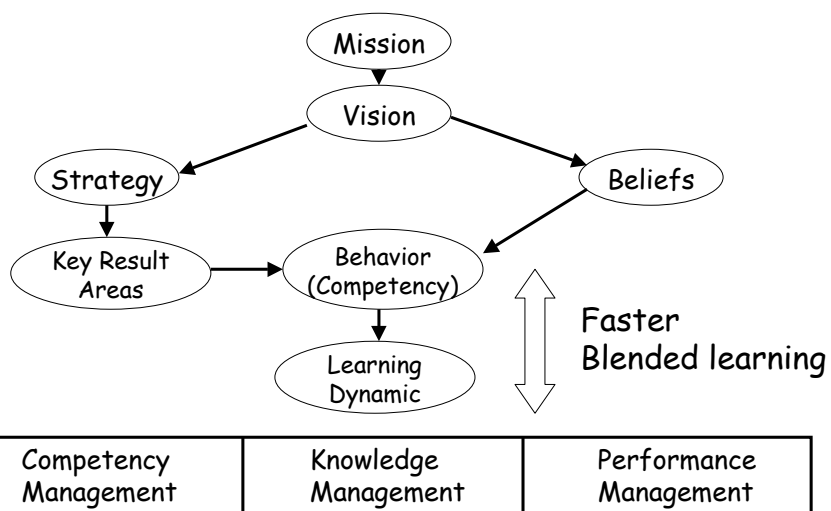 Mission
Vision
Strategy
Beliefs
Key Result
Areas
Behavior
(Competency)
Faster
Blended learning
Learning
Dynamic
Competency
Management
Knowledge
Management
Performance
Management